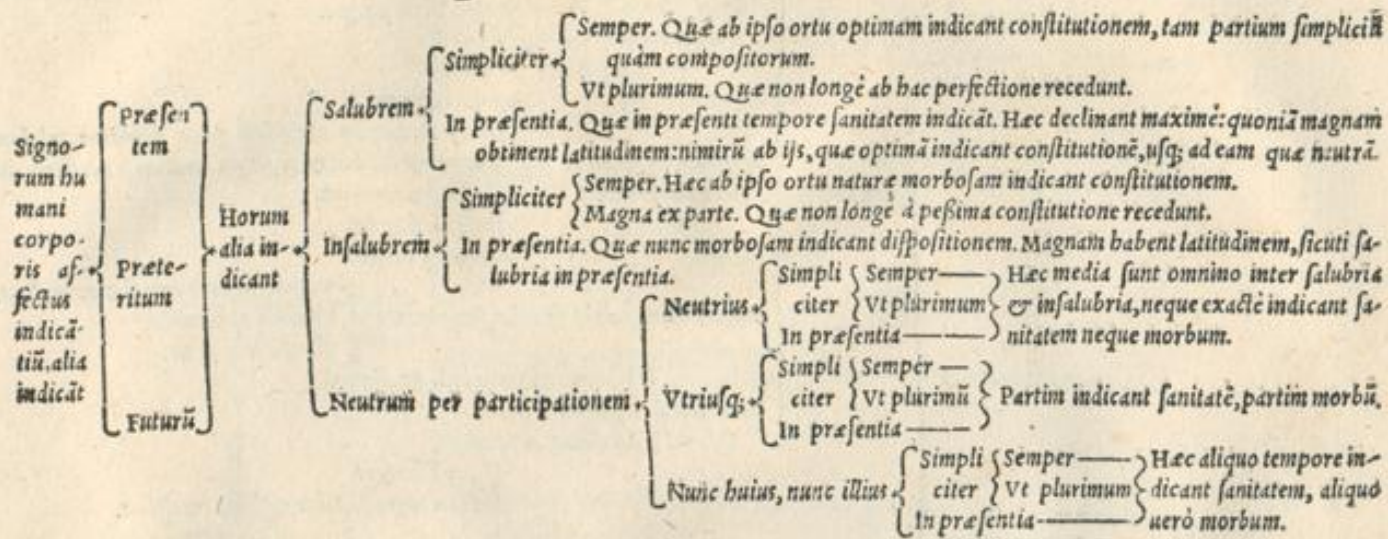 Signo-
rum hu
mani
corpo-
ris af-
fectus
indicā-
tiū, alia
indicāt
Præsen
tem
Præte-
ritum
Futurū
Horum
alia in-
dicant
Salubrem
Simpliciter
Semper. Quæ ab ipso ortu optimam indicant constitutionem, tam partium simpliciū
quàm compositorum.
Vt plurimum. Quæ non longè ab hac perfectione recedunt.
In præsentia. Quæ in præsenti tempore sanitatem indicāt. Hæc declinant maximè: quoniā magnam
obtinent latitudinem: nimirū ab ijs, quæ optimā indicant constitutionē, usq; ad eam quæ neutrā.
Insalubrem
Simpliciter
Semper. Hæc ab ipso ortu naturæ morbosam indicant constitutionem.
Magna ex parte. Quæ non longè à peßima constitutione recedunt.
In præsentia. Quæ nunc morbosam indicant dispositionem. Magnam habent latitudinem, sicuti sa-
lubria in præsentia.
Neutrum per participationem
Neutrius
Simpli
citer
Semper
Vt plurimum
In præsentia
Hæc media sunt omnino inter salubria
& insalubria, neque exactè indicant sa-
nitatem neque morbum.
Vtriusq;
Simpli
citer
Semper
Vt plurimū
In præsentia
Partim indicant sanitatē, partim morbū.
Nunc huius, nunc illius
Simpli
citer
Semper
Vt plurimum
In præsentia
Hæc aliquo tempore in-
dicant sanitatem, aliquo
uerò morbum.